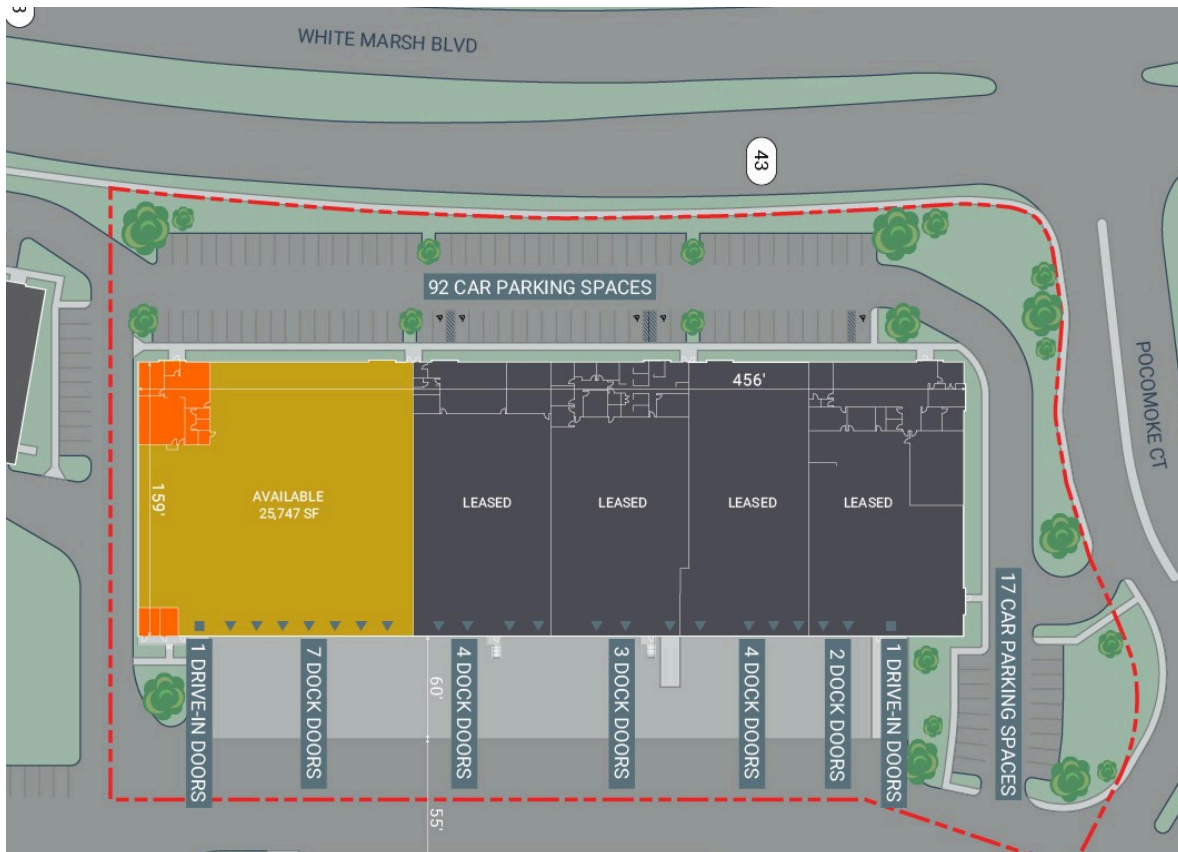 WHITE MARSH BLVD
43
92 CAR PARKING SPACES
POCOMOKE CT
456'
159'
AVAILABLE
25,747 SF
LEASED
LEASED
LEASED
LEASED
17 CAR PARKING SPACES
1 DRIVE-IN DOORS
7 DOCK DOORS
4 DOCK DOORS
3 DOCK DOORS
4 DOCK DOORS
2 DOCK DOORS
1 DRIVE-IN DOORS
60'
55'